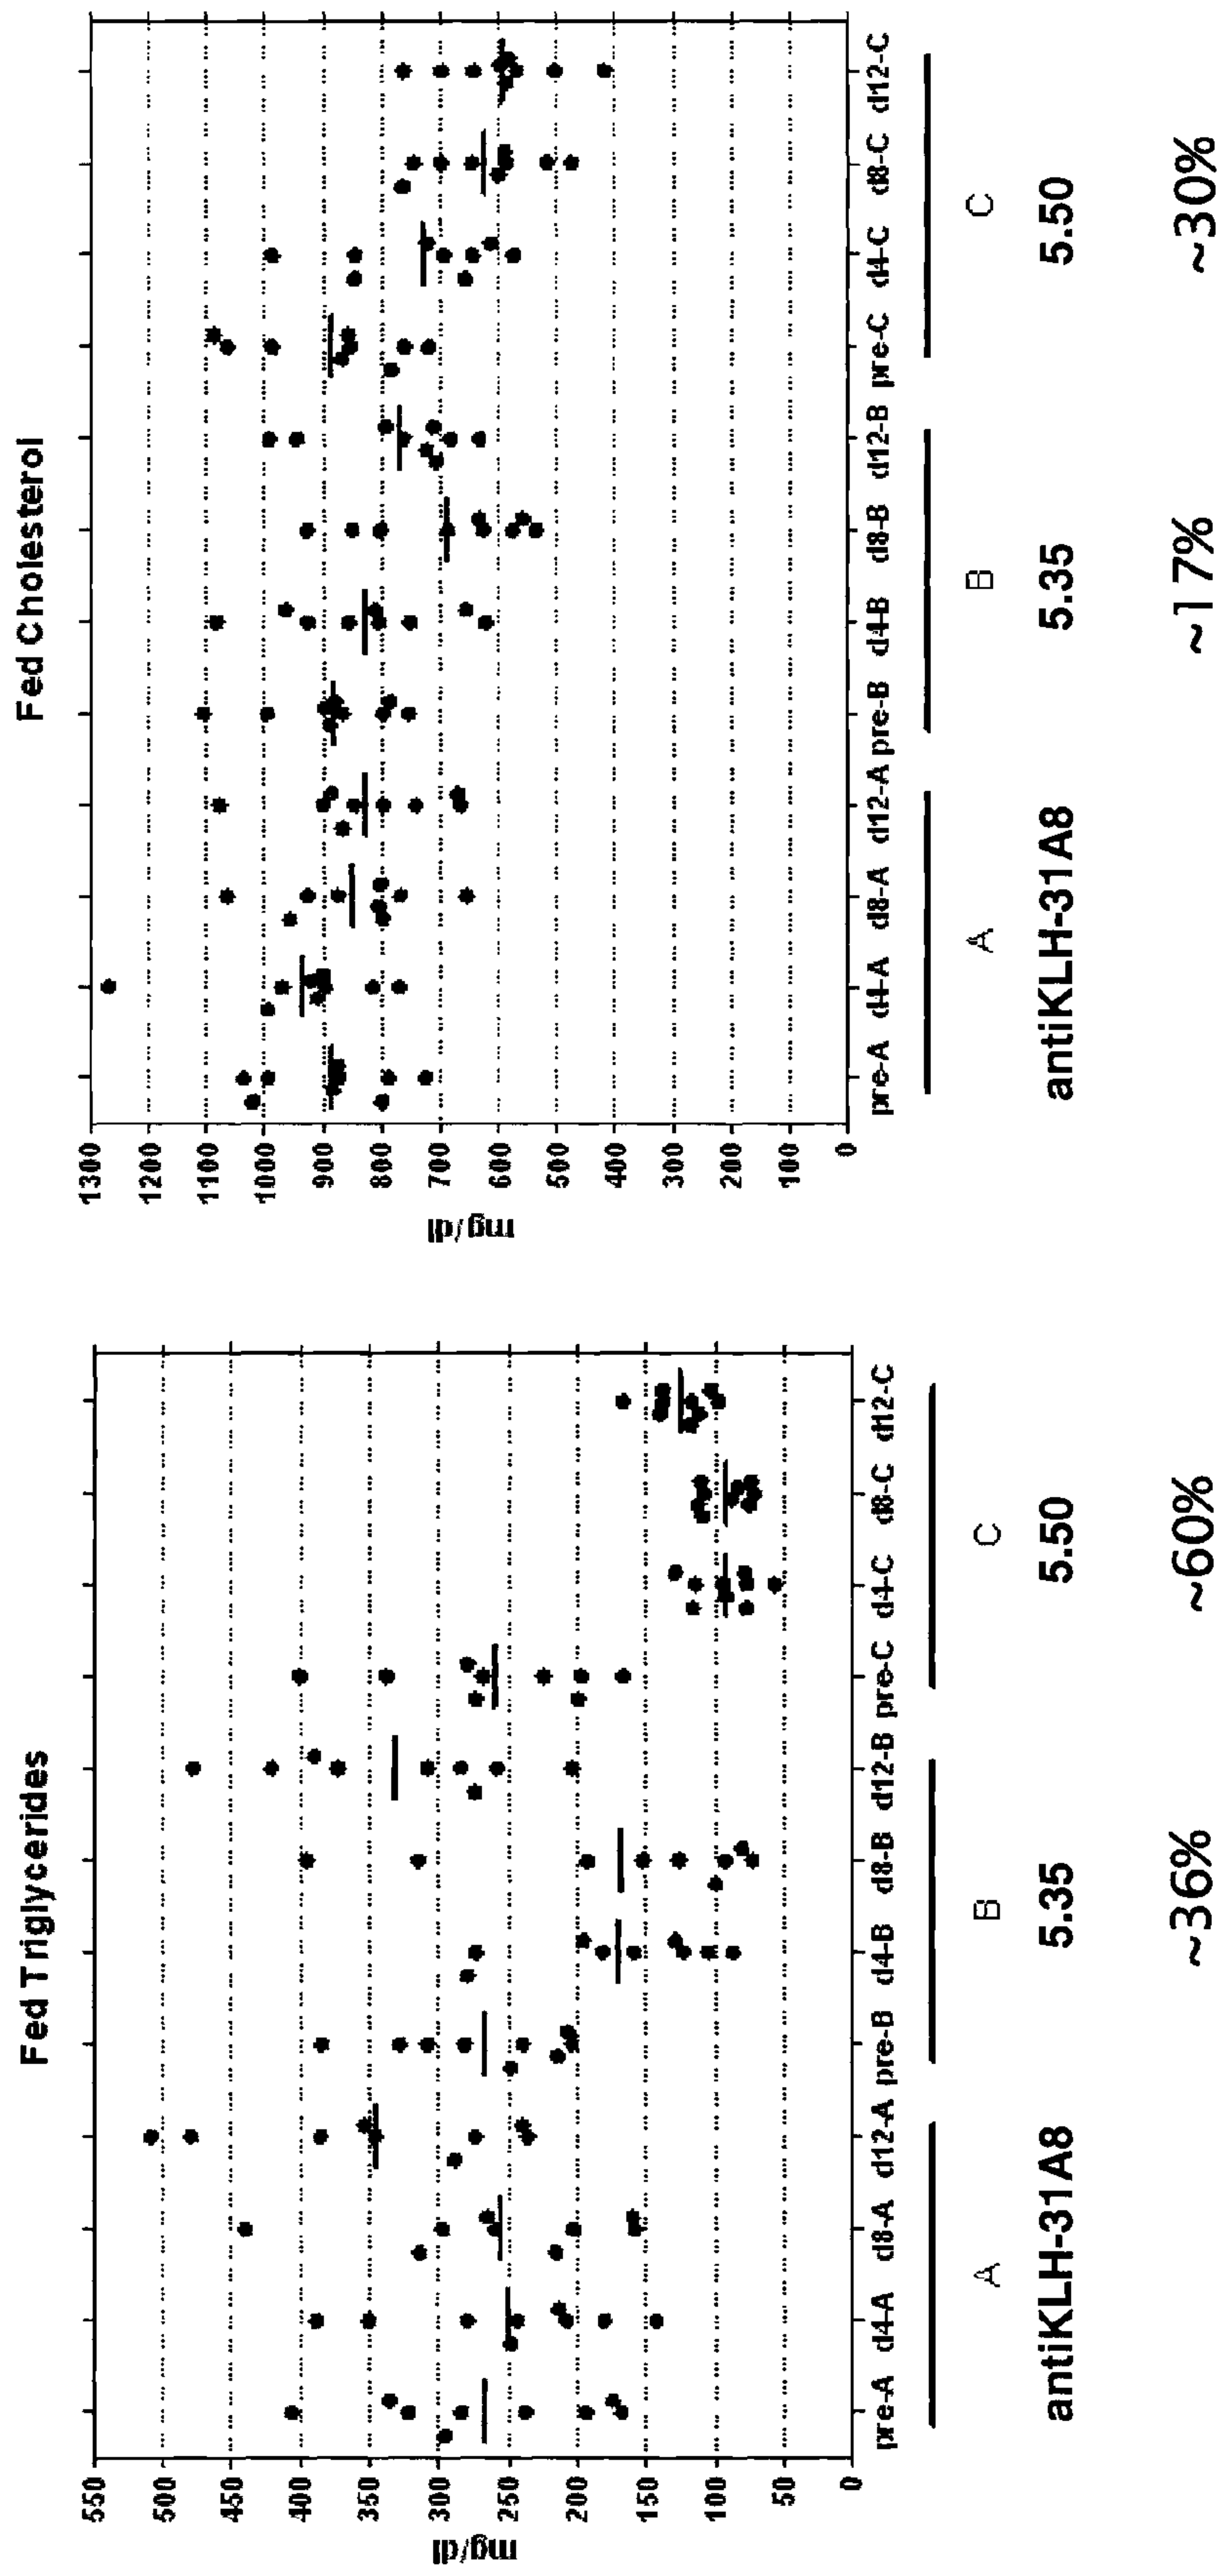 Fed Triglycerides
mg/dl
550
500
450
400
350
300
250
200
150
100
50
0
pre-A d4-A d8-A d12-A pre-B d4-B d8-B d12-B pre-C d4-C d8-C d12-C
A B C
antiKLH-31A8 5.35 5.50
~36% ~60%
Fed Cholesterol
mg/dl
1300
1200
1100
1000
900
800
700
600
500
400
300
200
100
0
pre-A d4-A d8-A d12-A pre-B d4-B d8-B d12-B pre-C d4-C d8-C d12-C
A B C
antiKLH-31A8 5.35 5.50
~17% ~30%